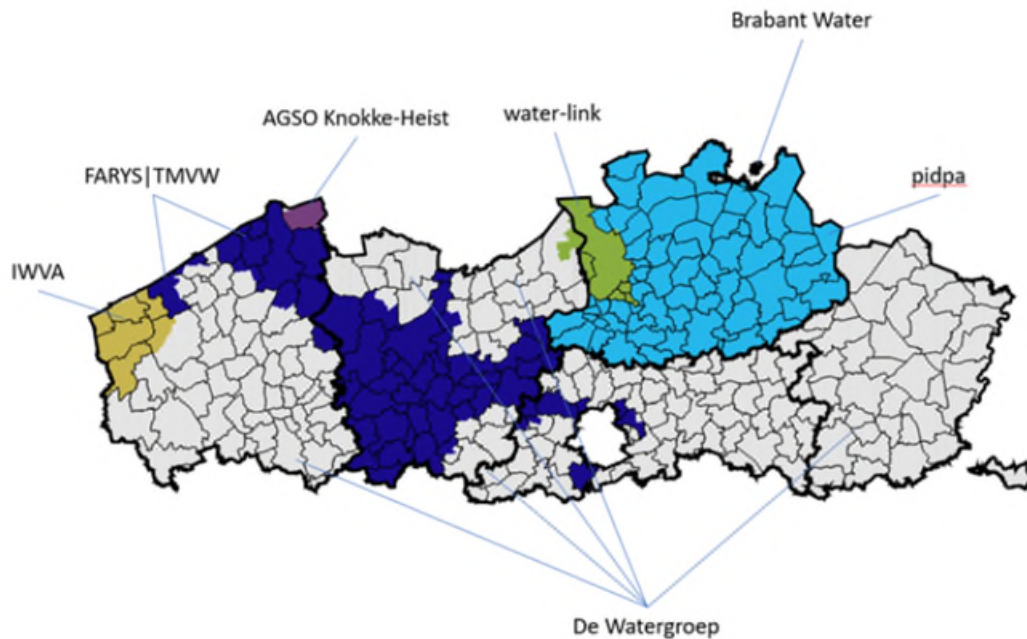 Brabant Water
AGSO Knokke-Heist
water-link
FARYS|TMVW
pidpa
IWVA
De Watergroep